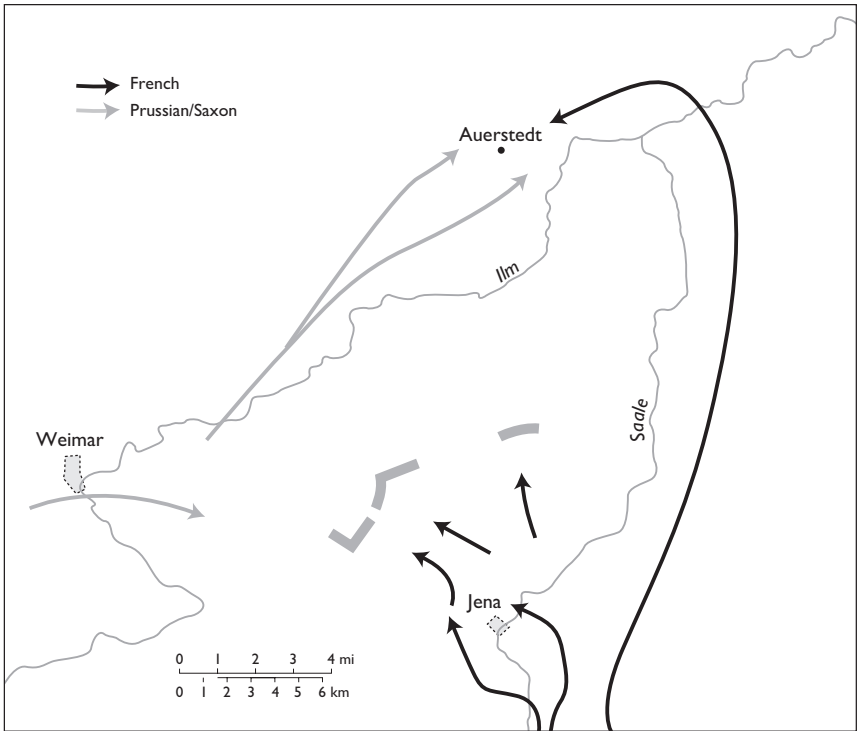 French
Prussian/Saxon
Auerstedt
Ilm
Saale
Weimar
Jena
0 1 2 3 4 mi
0 1 2 3 4 5 6 km